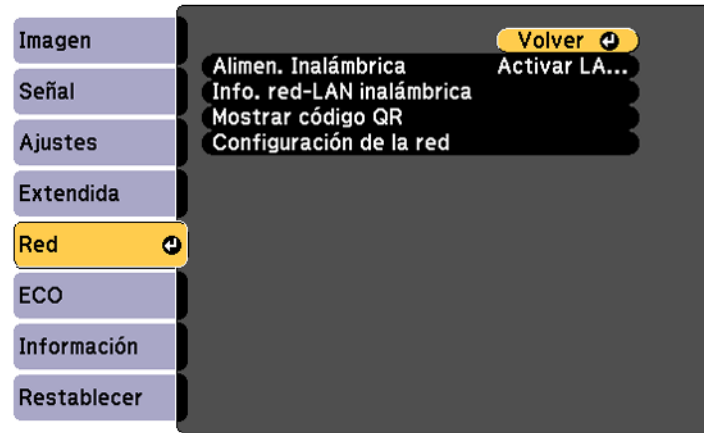 Imagen
Señal
Ajustes
Extendida
Red
ECO
Información
Restablecer
Volver
Alimen. Inalámbrica Activar LA...
Info. red-LAN inalámbrica
Mostrar código QR
Configuración de la red